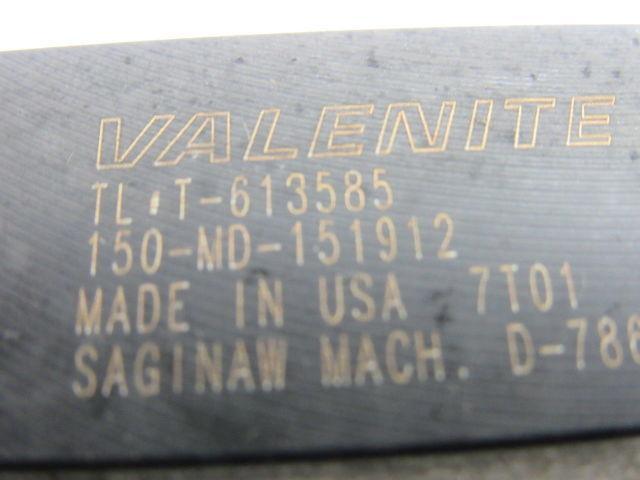 VALENITE
TL#T-613585
150-MD-151912
MADE IN USA 7T01
SAGINAW MACH. D-786